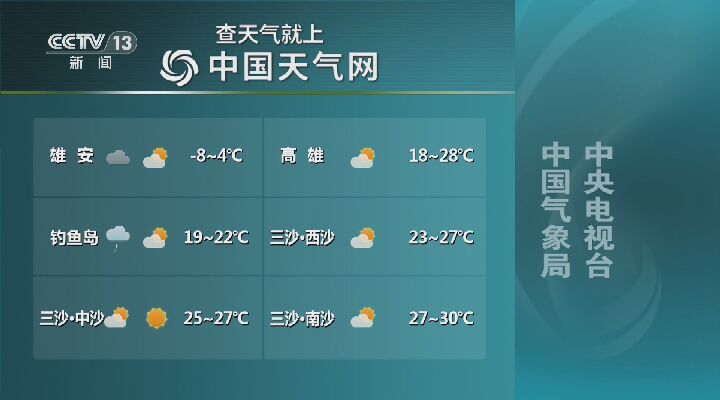 CCTV 13
新闻
查天气就上
中国天气网
雄安 -8~4℃
高雄 18~28℃
钓鱼岛 19~22℃
三沙·西沙 23~27℃
三沙·中沙 25~27℃
三沙·南沙 27~30℃
中央电视台
中国气象局